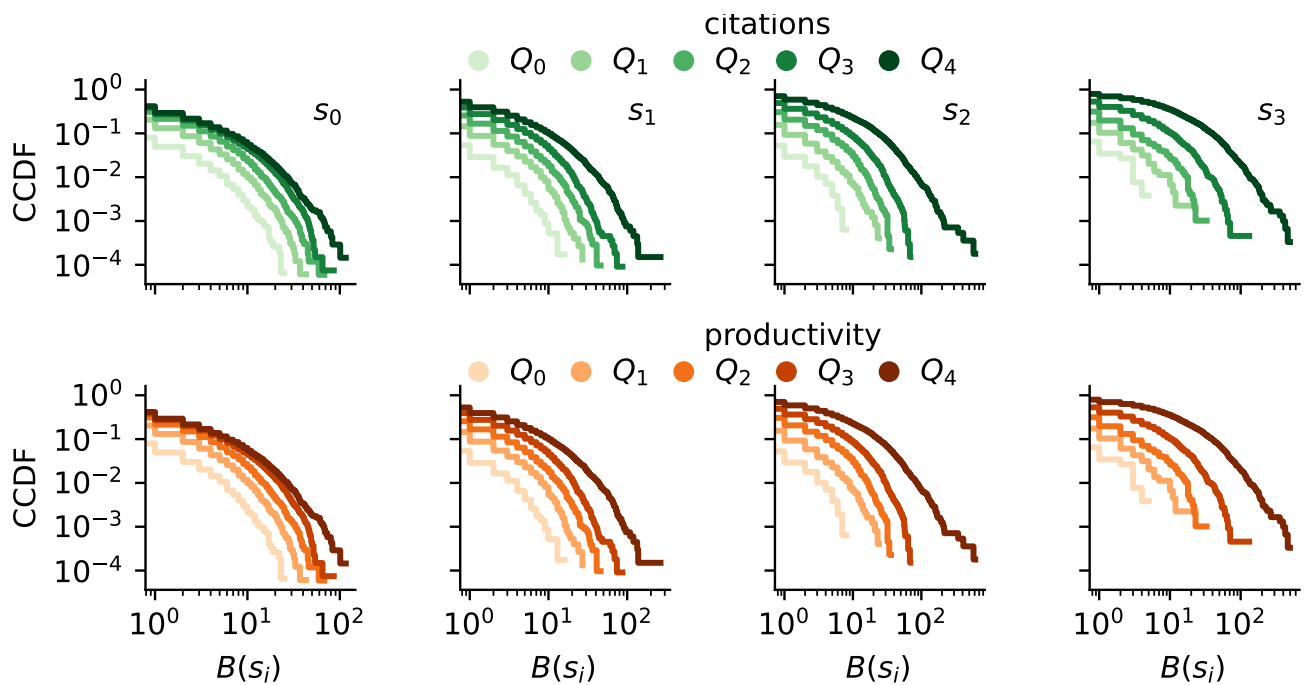 citations
Q0 Q1 Q2 Q3 Q4
CCDF
10^0
10^−1
10^−2
10^−3
10^−4
s0 s1 s2 s3
productivity
Q0 Q1 Q2 Q3 Q4
CCDF
10^0
10^−1
10^−2
10^−3
10^−4
10^0 10^1 10^2 10^0 10^1 10^2 10^0 10^1 10^2 10^0 10^1 10^2
B(si) B(si) B(si) B(si)